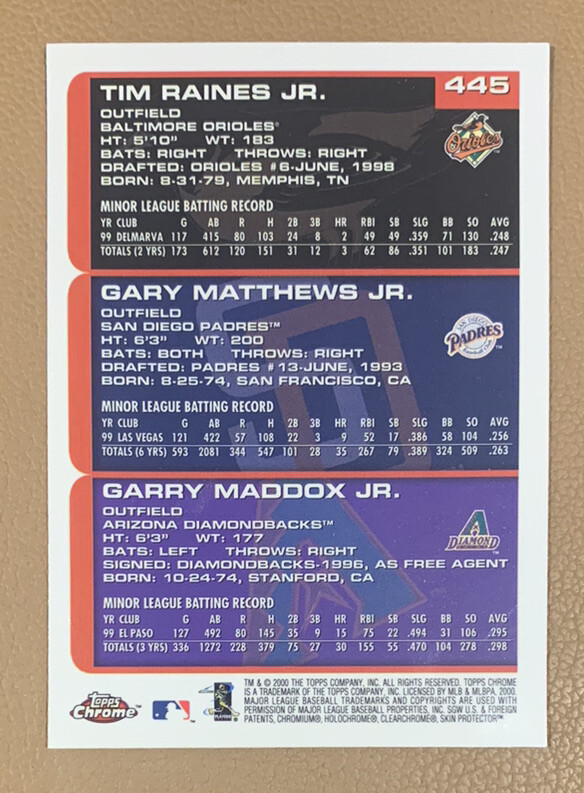 445
TIM RAINES JR.
OUTFIELD
BALTIMORE ORIOLES®
HT: 5'10" WT: 183
BATS: RIGHT THROWS: RIGHT
DRAFTED: ORIOLES #6-JUNE, 1998
BORN: 8-31-79, MEMPHIS, TN
Orioles
MINOR LEAGUE BATTING RECORD
YR CLUB G AB R H 2B 3B HR RBI SB SLG BB SO AVG
99 DELMARVA 117 415 80 103 24 8 2 49 49 .359 71 130 .248
TOTALS (2 YRS) 173 612 120 151 31 12 3 62 86 .351 101 183 .247
GARY MATTHEWS JR.
OUTFIELD
SAN DIEGO PADRES™
HT: 6'3" WT: 200
BATS: BOTH THROWS: RIGHT
DRAFTED: PADRES #13-JUNE, 1993
BORN: 8-25-74, SAN FRANCISCO, CA
SAN DIEGO
PADRES
Baseball Club
MINOR LEAGUE BATTING RECORD
YR CLUB G AB R H 2B 3B HR RBI SB SLG BB SO AVG
99 LAS VEGAS 121 422 57 108 22 3 9 52 17 .386 58 104 .256
TOTALS (6 YRS) 593 2081 344 547 101 28 35 267 79 .389 324 509 .263
GARRY MADDOX JR.
OUTFIELD
ARIZONA DIAMONDBACKS™
HT: 6'3" WT: 177
BATS: LEFT THROWS: RIGHT
SIGNED: DIAMONDBACKS-1996, AS FREE AGENT
BORN: 10-24-74, STANFORD, CA
DIAMOND
MINOR LEAGUE BATTING RECORD
YR CLUB G AB R H 2B 3B HR RBI SB SLG BB SO AVG
99 EL PASO 127 492 80 145 35 9 15 75 22 .494 31 106 .295
TOTALS (3 YRS) 336 1272 228 379 75 27 30 155 55 .470 104 278 .298
topps
Chrome™
PLAYERS
TM & © 2000 THE TOPPS COMPANY, INC. ALL RIGHTS RESERVED. TOPPS CHROME
IS A TRADEMARK OF THE TOPPS COMPANY, INC. LICENSED BY MLB & MLBPA, 2000.
MAJOR LEAGUE BASEBALL TRADEMARKS AND COPYRIGHTS ARE USED WITH
PERMISSION OF MAJOR LEAGUE BASEBALL PROPERTIES, INC. SGW U.S. & FOREIGN
PATENTS, CHROMIUM®, HOLOCHROME®, CLEARCHROME®, SKIN PROTECTOR™